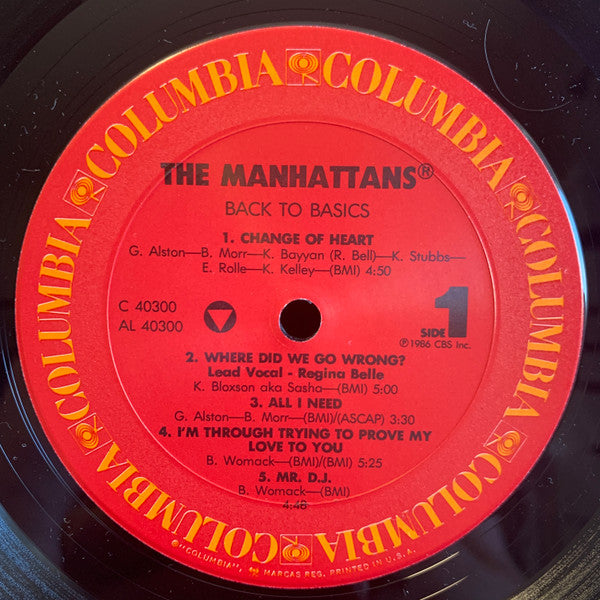 COLUMBIA COLUMBIA COLUMBIA COLUMBIA COLUMBIA COLUMBIA COLUMBIA COLUMBIA
THE MANHATTANS®
BACK TO BASICS
1. CHANGE OF HEART
G. Alston—B. Morr—K. Bayyan (R. Bell)—K. Stubbs—
E. Rolle—K. Kelley—(BMI) 4:50
C 40300
AL 40300
SIDE 1
℗1986 CBS Inc.
2. WHERE DID WE GO WRONG?
Lead Vocal - Regina Belle
K. Bloxson aka Sasha—(BMI) 5:00
3. ALL I NEED
G. Alston—B. Morr—(BMI)/(ASCAP) 3:30
4. I'M THROUGH TRYING TO PROVE MY
LOVE TO YOU
B. Womack—(BMI)/(BMI) 5:25
5. MR. D.J.
B. Womack—(BMI)
4:48
©"COLUMBIA", MARCAS REG. PRINTED IN U.S.A.